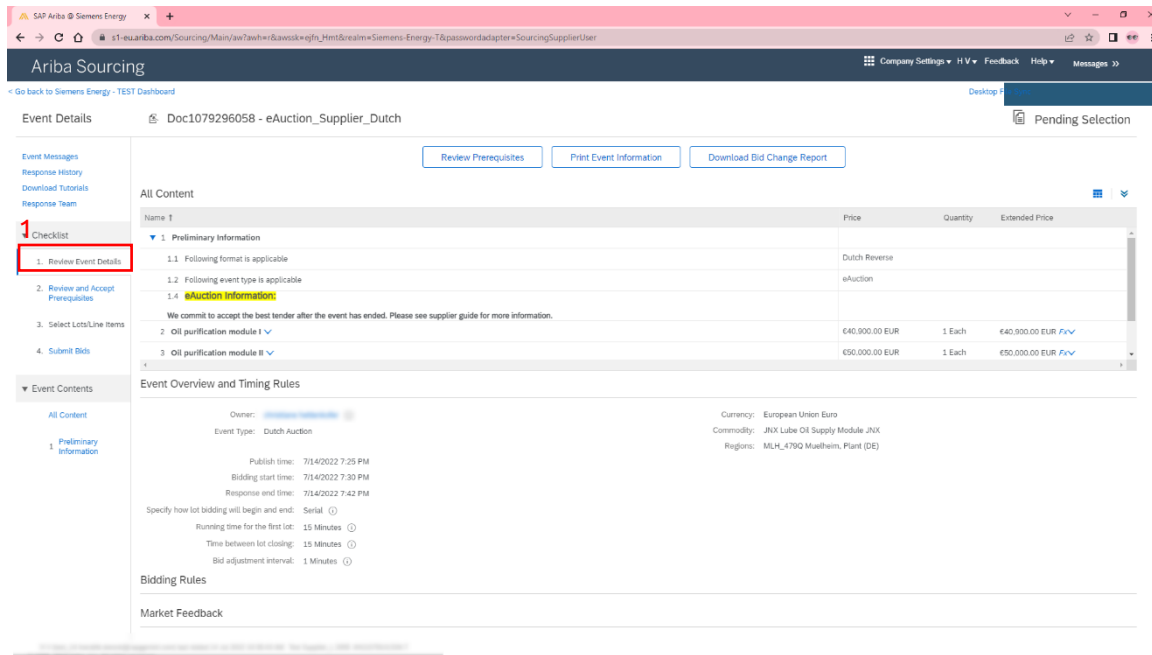 SAP Ariba @ Siemens Energy
s1-eu.ariba.com/Sourcing/Main/aw?awh=r&awssk=ejfn_Hmt&realm=Siemens-Energy-T&passwordadapter=SourcingSupplierUser
Ariba Sourcing
Company Settings
H V
Feedback
Help
Messages >>
< Go back to Siemens Energy - TEST Dashboard
Desktop
Event Details
Doc1079296058 - eAuction_Supplier_Dutch
Pending Selection
Event Messages
Response History
Download Tutorials
Response Team
Review Prerequisites
Print Event Information
Download Bid Change Report
1
Checklist
1. Review Event Details
2. Review and Accept
Prerequisites
3. Select Lots/Line Items
4. Submit Bids
Event Contents
All Content
1 Preliminary
Information
All Content
Name ↑ Price Quantity Extended Price
1 Preliminary Information
1.1 Following format is applicable Dutch Reverse
1.2 Following event type is applicable eAuction
1.4 eAuction Information:
We commit to accept the best tender after the event has ended. Please see supplier guide for more information.
2 Oil purification module I €40,900.00 EUR 1 Each €40,900.00 EUR Fx
3 Oil purification module II €50,000.00 EUR 1 Each €50,000.00 EUR Fx
Event Overview and Timing Rules
Owner:
Event Type: Dutch Auction
Currency: European Union Euro
Commodity: JNX Lube Oil Supply Module JNX
Regions: MLH_479Q Muelheim, Plant (DE)
Publish time: 7/14/2022 7:25 PM
Bidding start time: 7/14/2022 7:30 PM
Response end time: 7/14/2022 7:42 PM
Specify how lot bidding will begin and end: Serial
Running time for the first lot: 15 Minutes
Time between lot closing: 15 Minutes
Bid adjustment interval: 1 Minutes
Bidding Rules
Market Feedback